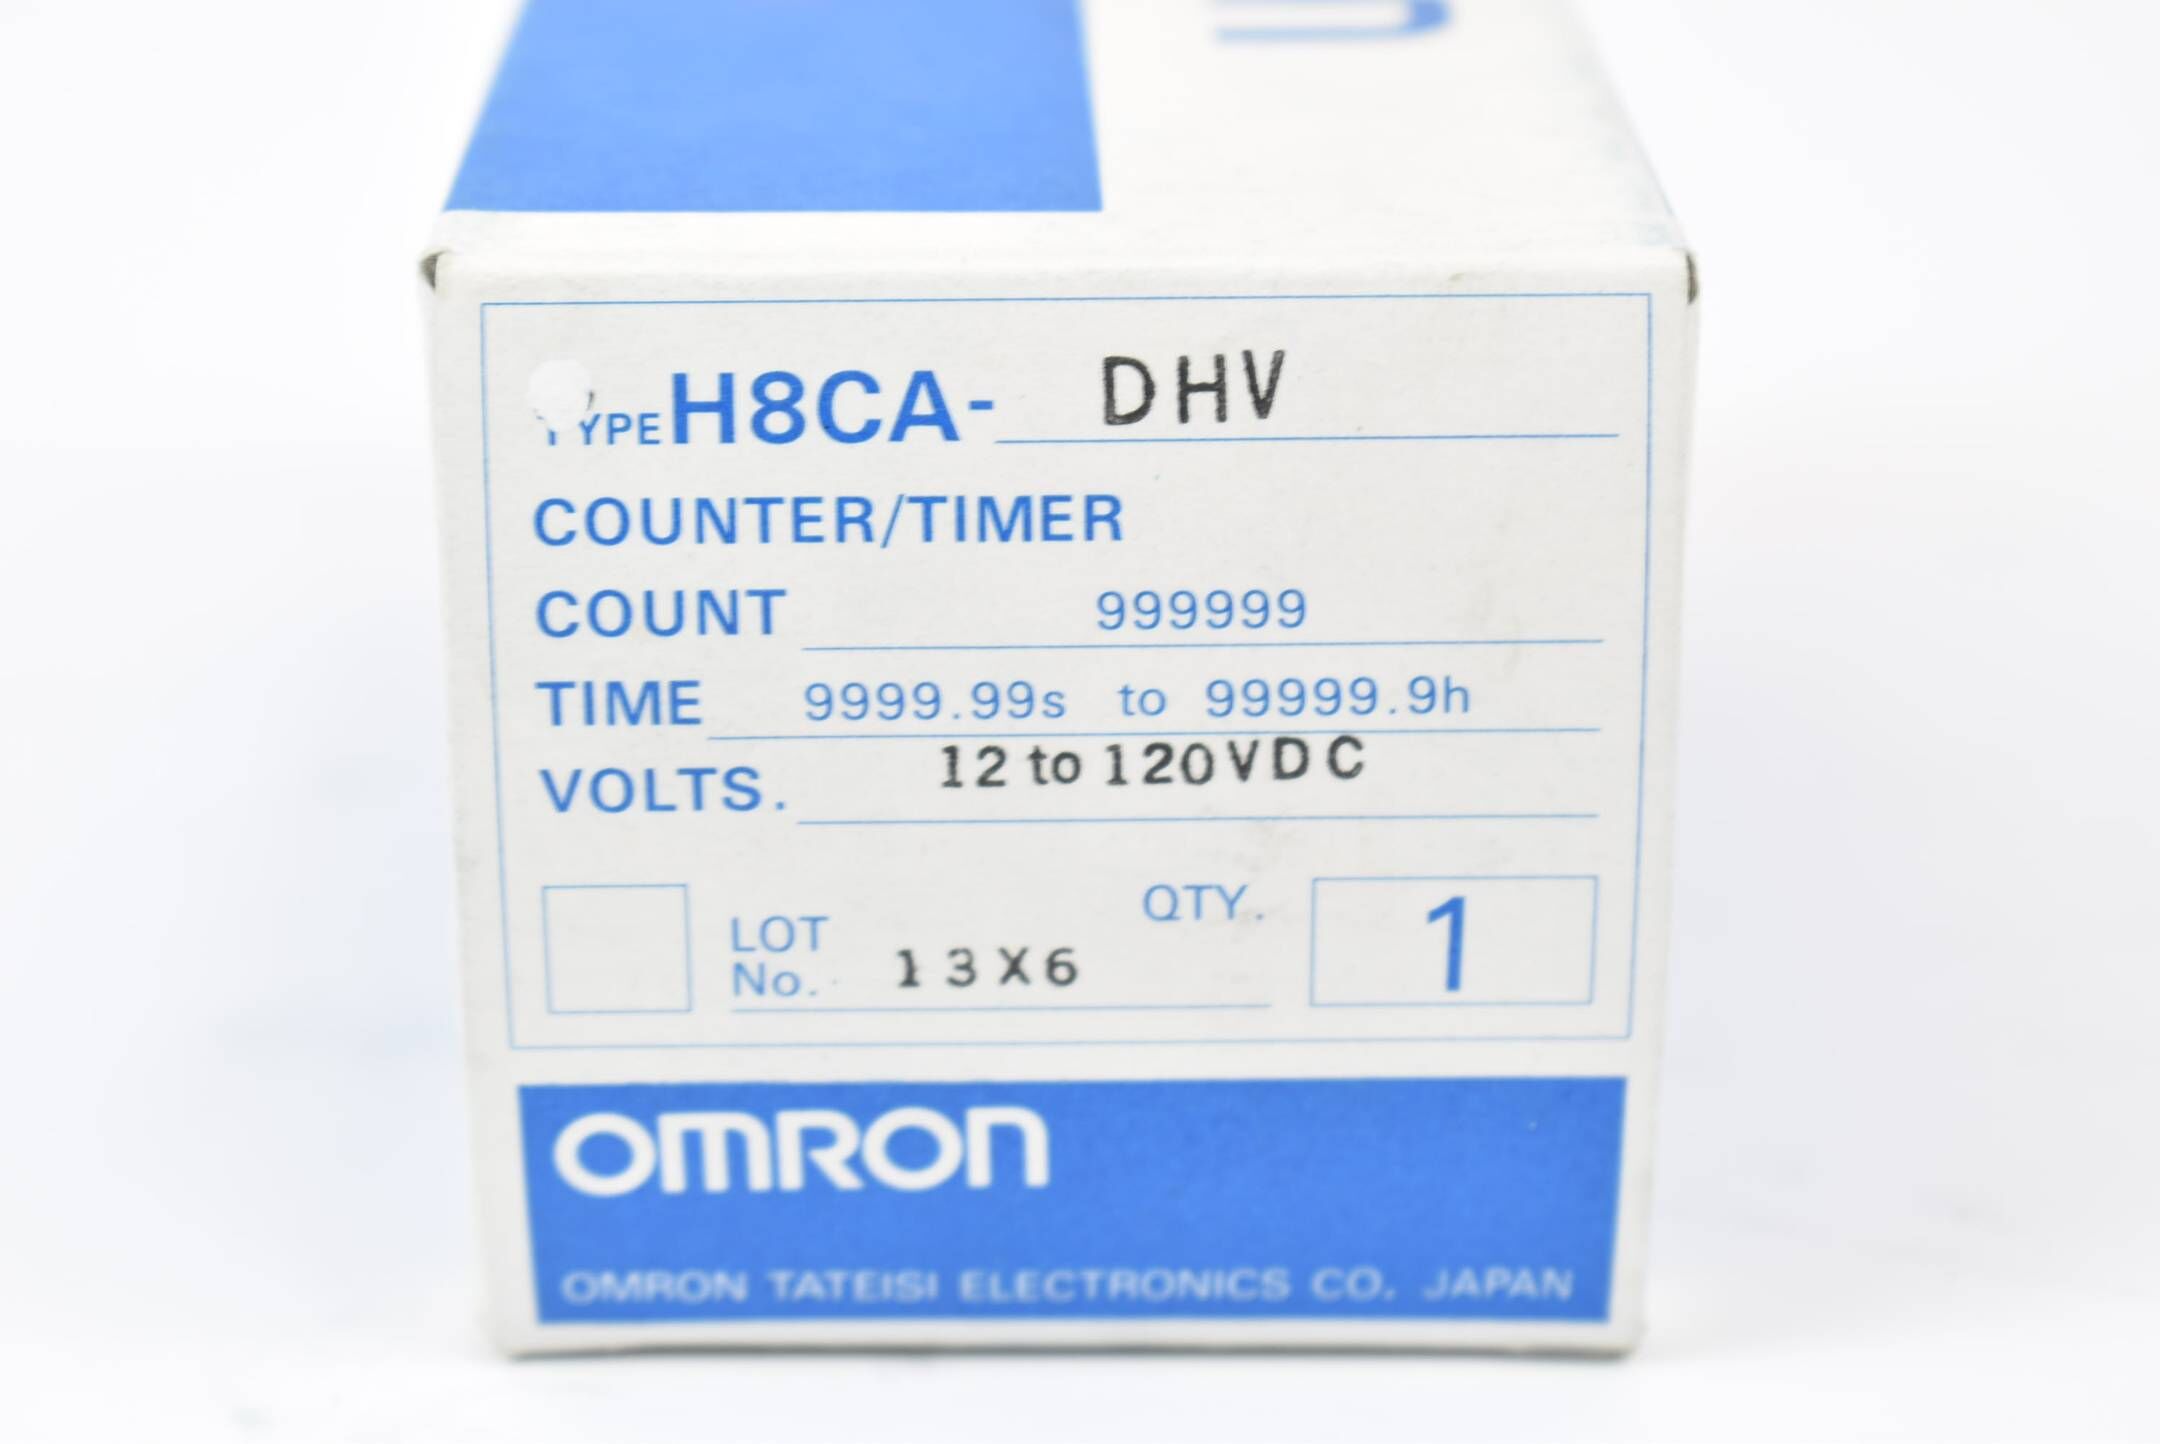 TYPE H8CA- DHV
COUNTER/TIMER
COUNT 999999
TIME 9999.99s to 99999.9h
VOLTS. 12 to 120VDC
QTY. 1
LOT
No. 13X6
OMRON
OMRON TATEISI ELECTRONICS CO. JAPAN